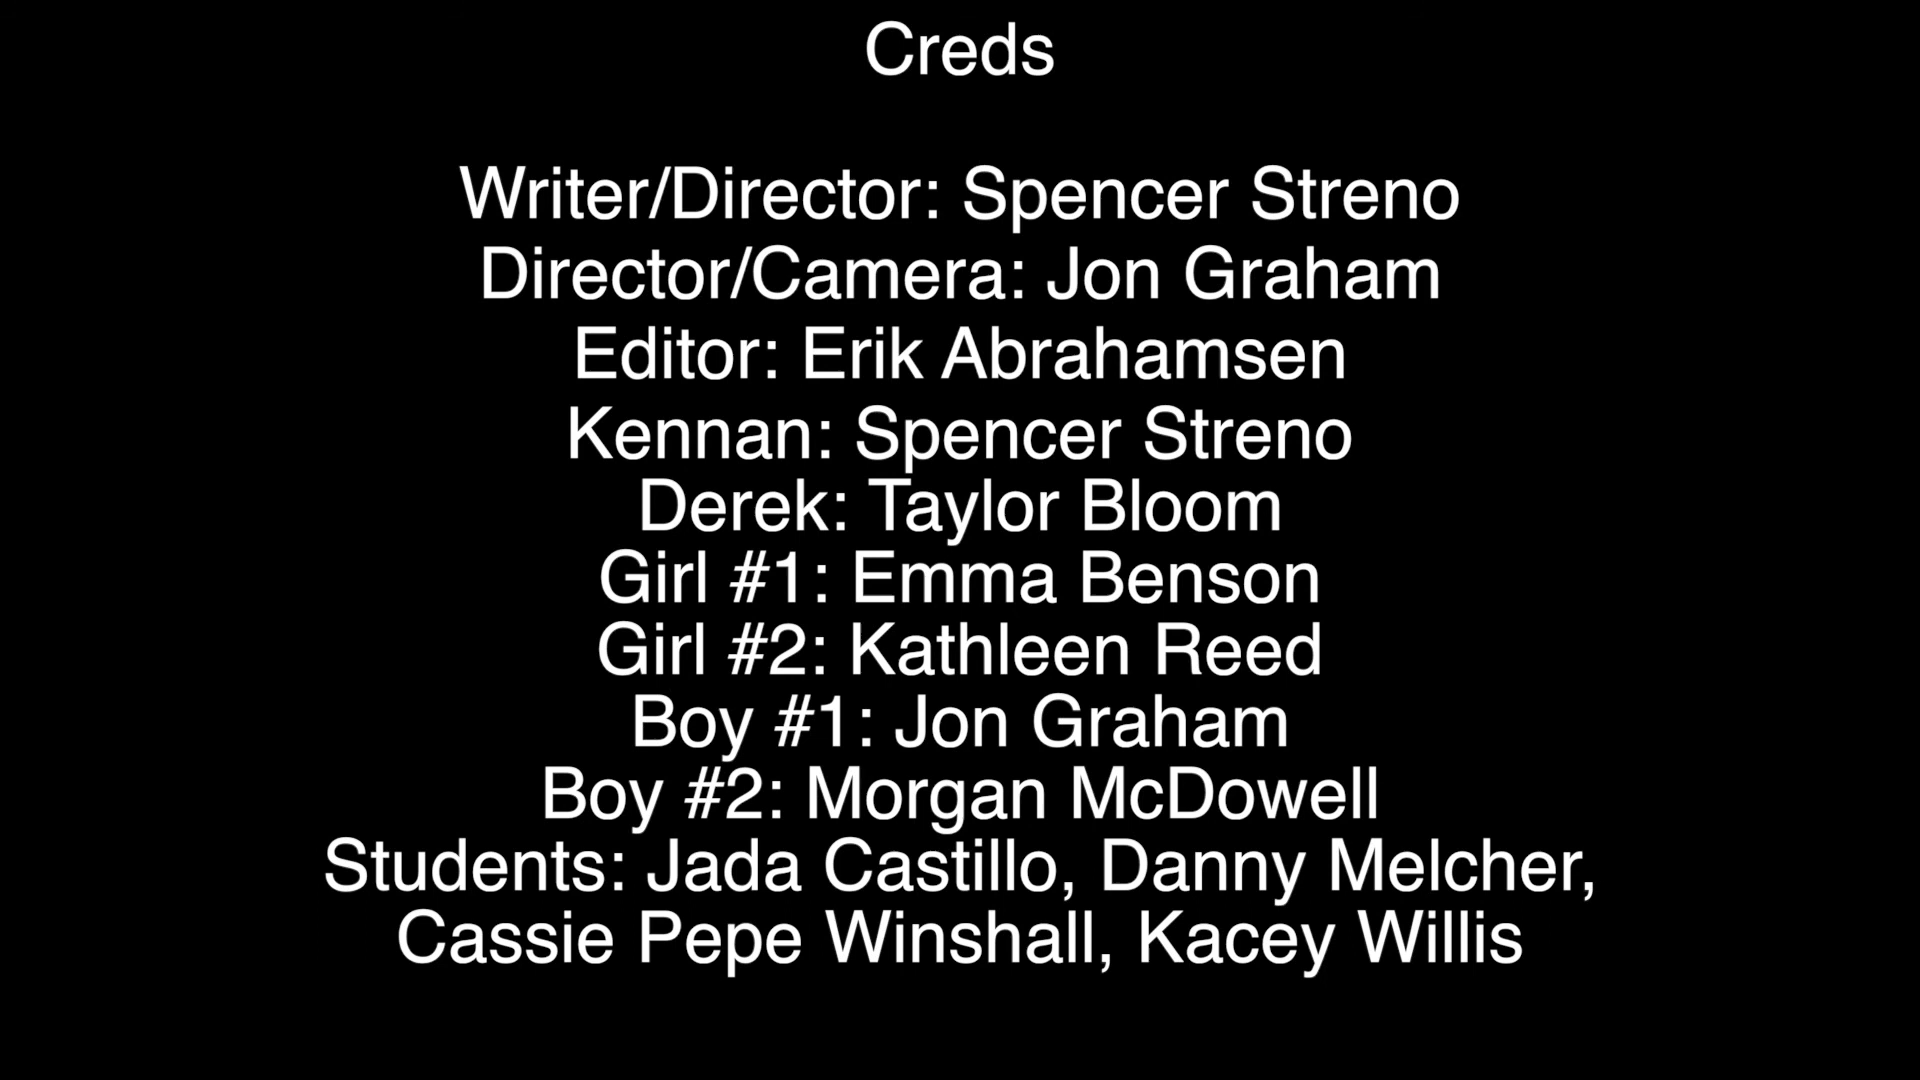 Creds
Writer/Director: Spencer Streno
Director/Camera: Jon Graham
Editor: Erik Abrahamsen
Kennan: Spencer Streno
Derek: Taylor Bloom
Girl #1: Emma Benson
Girl #2: Kathleen Reed
Boy #1: Jon Graham
Boy #2: Morgan McDowell
Students: Jada Castillo, Danny Melcher,
Cassie Pepe Winshall, Kacey Willis